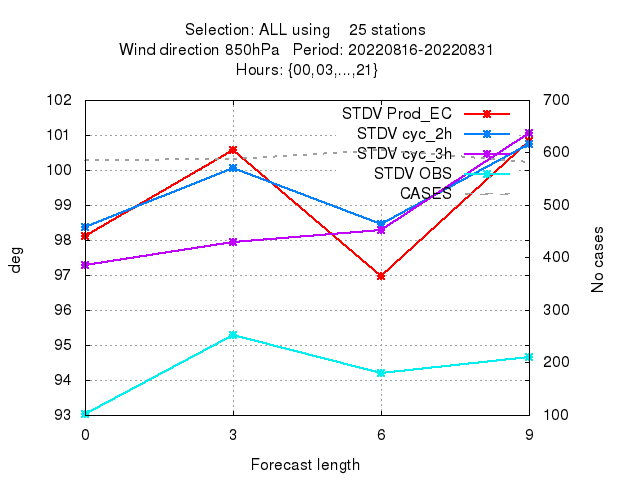 Selection: ALL using    25 stations
Wind direction 850hPa   Period: 20220816-20220831
Hours: {00,03,...,21}
102
101
100
99
98
97
96
95
94
93
700
600
500
400
300
200
100
STDV Prod_EC
STDV cyc_2h
STDV cyc_3h
STDV OBS
CASES
deg
No cases
0 3 6 9
Forecast length